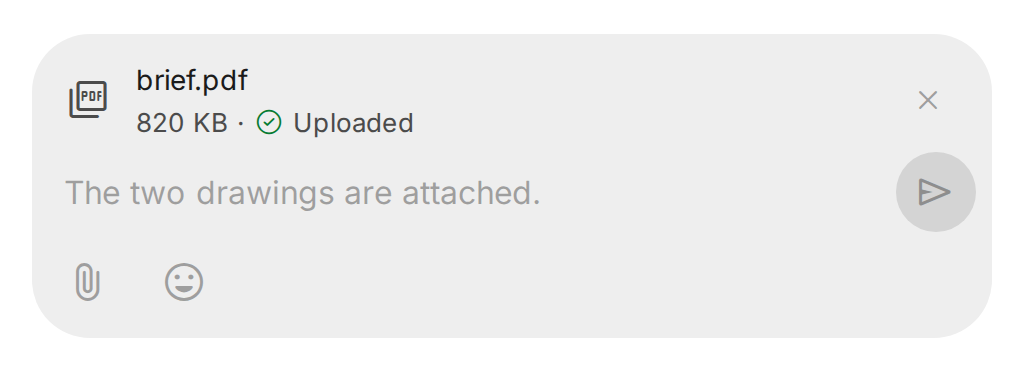 PDF
brief.pdf
820 KB · Uploaded
The two drawings are attached.